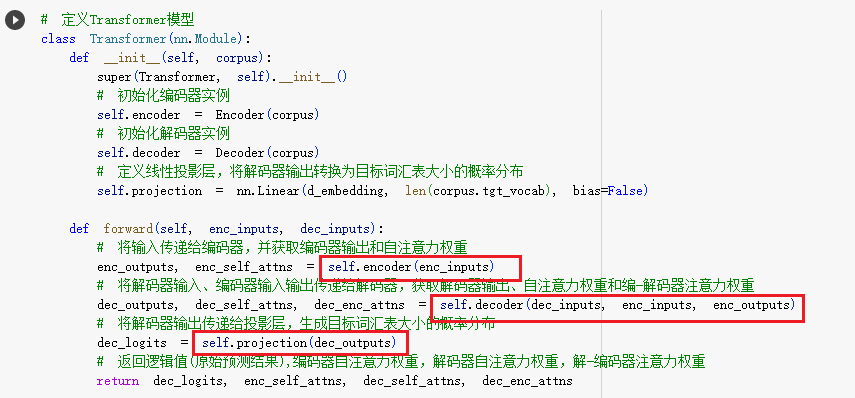 # 定义Transformer模型
class Transformer(nn.Module):
def __init__(self, corpus):
super(Transformer, self).__init__()
# 初始化编码器实例
self.encoder = Encoder(corpus)
# 初始化解码器实例
self.decoder = Decoder(corpus)
# 定义线性投影层，将解码器输出转换为目标词汇表大小的概率分布
self.projection = nn.Linear(d_embedding, len(corpus.tgt_vocab), bias=False)
def forward(self, enc_inputs, dec_inputs):
# 将输入传递给编码器，并获取编码器输出和自注意力权重
enc_outputs, enc_self_attns = self.encoder(enc_inputs)
# 将解码器输入、编码器输入输出传递给解码器，获取解码器输出、自注意力权重和编-解码器注意力权重
dec_outputs, dec_self_attns, dec_enc_attns = self.decoder(dec_inputs, enc_inputs, enc_outputs)
# 将解码器输出传递给投影层，生成目标词汇表大小的概率分布
dec_logits = self.projection(dec_outputs)
# 返回逻辑值(原始预测结果),编码器自注意力权重，解码器自注意力权重，解-编码器注意力权重
return dec_logits, enc_self_attns, dec_self_attns, dec_enc_attns